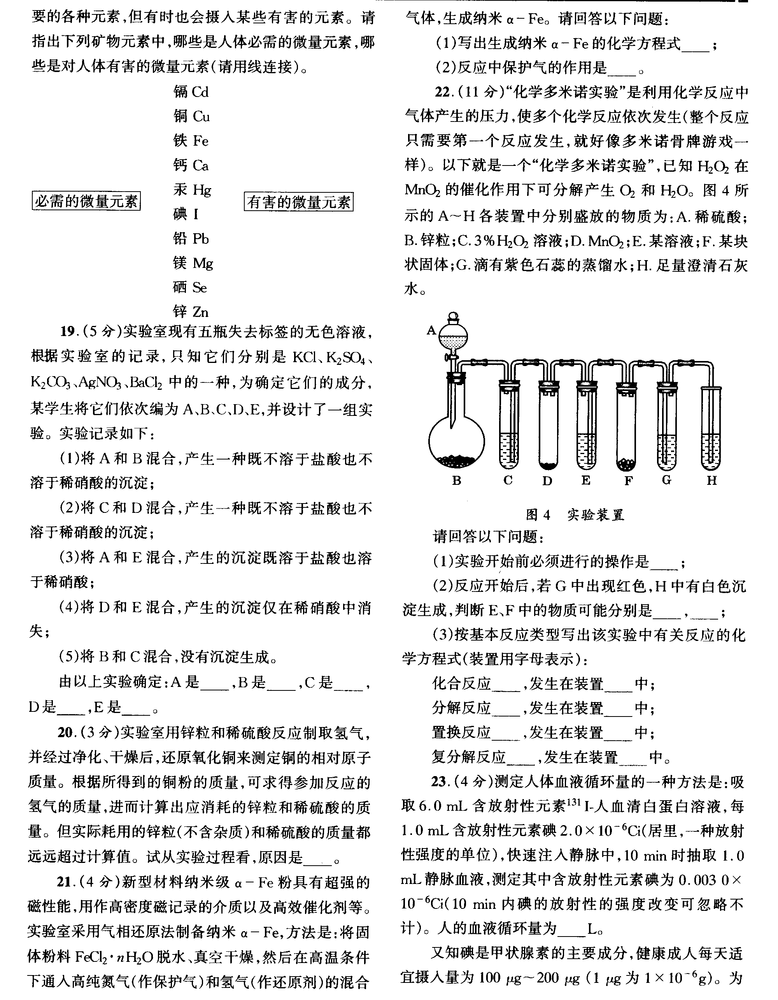 要的各种元素,但有时也会摄入某些有害的元素。请
指出下列矿物元素中,哪些是人体必需的微量元素,哪
些是对人体有害的微量元素(请用线连接)。
镉 Cd
铜 Cu
铁 Fe
钙 Ca
汞 Hg
必需的微量元素
有害的微量元素
碘 I
铅 Pb
镁 Mg
硒 Se
锌 Zn
19.(5 分)实验室现有五瓶失去标签的无色溶液,
根据实验室的记录,只知它们分别是 KCl、K₂SO₄、
K₂CO₃、AgNO₃、BaCl₂ 中的一种,为确定它们的成分,
某学生将它们依次编为 A、B、C、D、E,并设计了一组实
验。实验记录如下:
(1)将 A 和 B 混合,产生一种既不溶于盐酸也不
溶于稀硝酸的沉淀;
(2)将 C 和 D 混合,产生一种既不溶于盐酸也不
溶于稀硝酸的沉淀;
(3)将 A 和 E 混合,产生的沉淀既溶于盐酸也溶
于稀硝酸;
(4)将 D 和 E 混合,产生的沉淀仅在稀硝酸中消
失;
(5)将 B 和 C 混合,没有沉淀生成。
由以上实验确定:A 是____,B 是____,C 是____,
D 是____,E 是____。
20.(3 分)实验室用锌粒和稀硫酸反应制取氢气,
并经过净化、干燥后,还原氧化铜来测定铜的相对原子
质量。根据所得到的铜粉的质量,可求得参加反应的
氢气的质量,进而计算出应消耗的锌粒和稀硫酸的质
量。但实际耗用的锌粒(不含杂质)和稀硫酸的质量都
远远超过计算值。试从实验过程看,原因是____。
21.(4 分)新型材料纳米级 α－Fe 粉具有超强的
磁性能,用作高密度磁记录的介质以及高效催化剂等。
实验室采用气相还原法制备纳米 α－Fe,方法是:将固
体粉料 FeCl₂·nH₂O 脱水、真空干燥,然后在高温条件
下通入高纯氮气(作保护气)和氢气(作还原剂)的混合
气体,生成纳米 α－Fe。请回答以下问题:
(1)写出生成纳米 α－Fe 的化学方程式____;
(2)反应中保护气的作用是____。
22.(11 分)“化学多米诺实验”是利用化学反应中
气体产生的压力,使多个化学反应依次发生(整个反应
只需要第一个反应发生,就好像多米诺骨牌游戏一
样)。以下就是一个“化学多米诺实验”,已知 H₂O₂ 在
MnO₂ 的催化作用下可分解产生 O₂ 和 H₂O。图 4 所
示的 A～H 各装置中分别盛放的物质为:A. 稀硫酸;
B. 锌粒;C. 3％H₂O₂ 溶液;D. MnO₂;E. 某溶液;F. 某块
状固体;G. 滴有紫色石蕊的蒸馏水;H. 足量澄清石灰
水。
A
B C D E F G H
图 4 实验装置
请回答以下问题:
(1)实验开始前必须进行的操作是____;
(2)反应开始后,若 G 中出现红色,H 中有白色沉
淀生成,判断 E、F 中的物质可能分别是____,____;
(3)按基本反应类型写出该实验中有关反应的化
学方程式(装置用字母表示):
化合反应____,发生在装置____中;
分解反应____,发生在装置____中;
置换反应____,发生在装置____中;
复分解反应____,发生在装置____中。
23.(4 分)测定人体血液循环量的一种方法是:吸
取 6.0 mL 含放射性元素¹³¹I-人血清白蛋白溶液,每
1.0 mL 含放射性元素碘 2.0×10⁻⁶Ci(居里,一种放射
性强度的单位),快速注入静脉中,10 min 时抽取 1.0
mL 静脉血液,测定其中含放射性元素碘为 0.003 0×
10⁻⁶Ci(10 min 内碘的放射性的强度改变可忽略不
计)。人的血液循环量为____L。
又知碘是甲状腺素的主要成分,健康成人每天适
宜摄入量为 100 μg～200 μg (1 μg 为 1×10⁻⁶g)。为